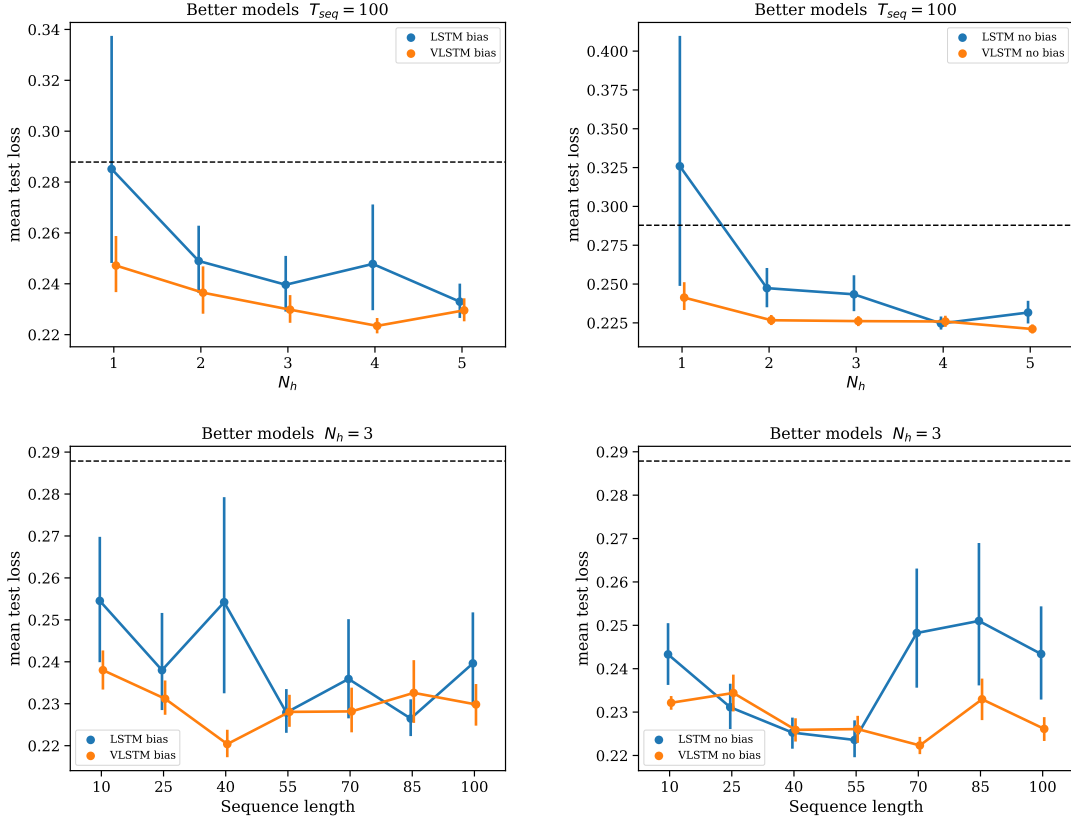 Better models T_seq = 100
mean test loss
0.34
0.32
0.30
0.28
0.26
0.24
0.22
LSTM bias
VLSTM bias
1 2 3 4 5
N_h
Better models T_seq = 100
mean test loss
0.400
0.375
0.350
0.325
0.300
0.275
0.250
0.225
LSTM no bias
VLSTM no bias
1 2 3 4 5
N_h
Better models N_h = 3
mean test loss
0.29
0.28
0.27
0.26
0.25
0.24
0.23
0.22
LSTM bias
VLSTM bias
10 25 40 55 70 85 100
Sequence length
Better models N_h = 3
mean test loss
0.29
0.28
0.27
0.26
0.25
0.24
0.23
0.22
LSTM no bias
VLSTM no bias
10 25 40 55 70 85 100
Sequence length